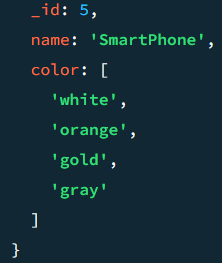 _id: 5,
name: 'SmartPhone',
color: [
'white',
'orange',
'gold',
'gray'
]
}